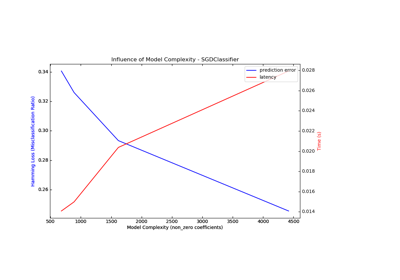 Influence of Model Complexity - SGDClassifier
prediction error
latency
0.34
0.32
0.30
0.28
0.26
Hamming Loss (Misclassification Ratio)
0.028
0.026
0.024
0.022
0.020
0.018
0.016
0.014
Time (s)
500 1000 1500 2000 2500 3000 3500 4000 4500
Model Complexity (non_zero coefficients)